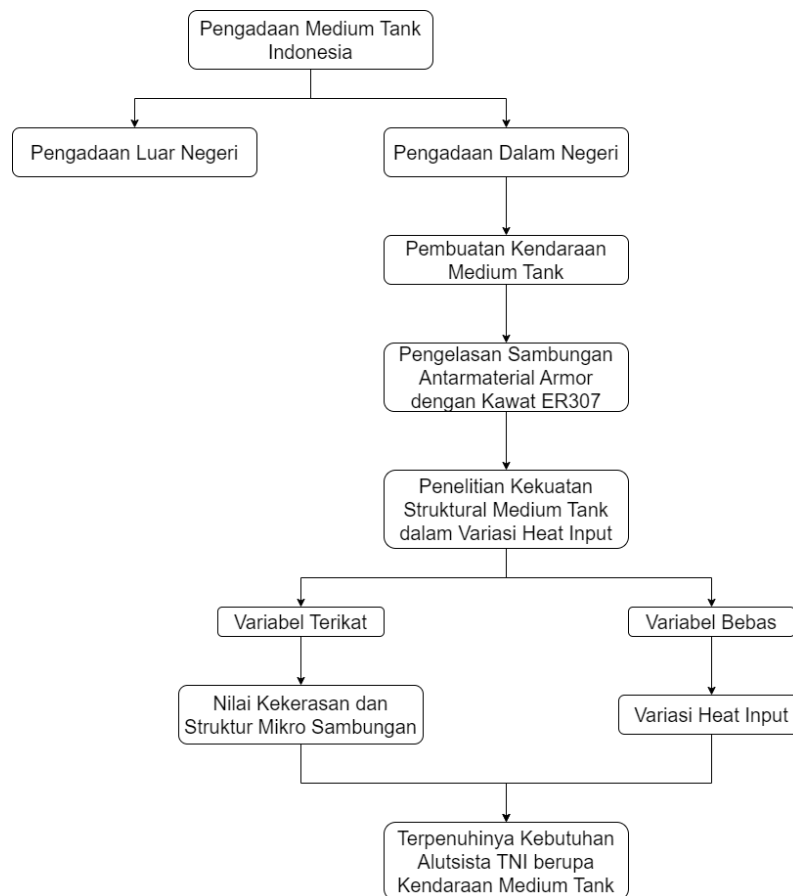 Pengadaan Medium Tank
Indonesia
Pengadaan Luar Negeri
Pengadaan Dalam Negeri
Pembuatan Kendaraan
Medium Tank
Pengelasan Sambungan
Antarmaterial Armor
dengan Kawat ER307
Penelitian Kekuatan
Struktural Medium Tank
dalam Variasi Heat Input
Variabel Terikat
Variabel Bebas
Nilai Kekerasan dan
Struktur Mikro Sambungan
Variasi Heat Input
Terpenuhinya Kebutuhan
Alutsista TNI berupa
Kendaraan Medium Tank